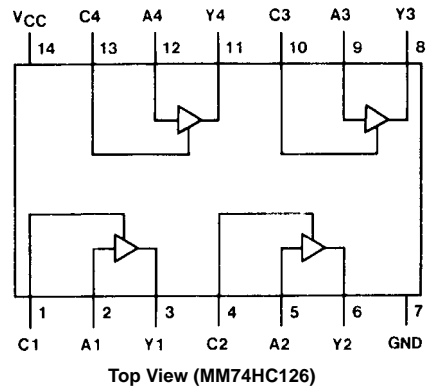 VCC C4 A4 Y4 C3 A3 Y3
14 13 12 11 10 9 8
1 2 3 4 5 6 7
C1 A1 Y1 C2 A2 Y2 GND
Top View (MM74HC126)